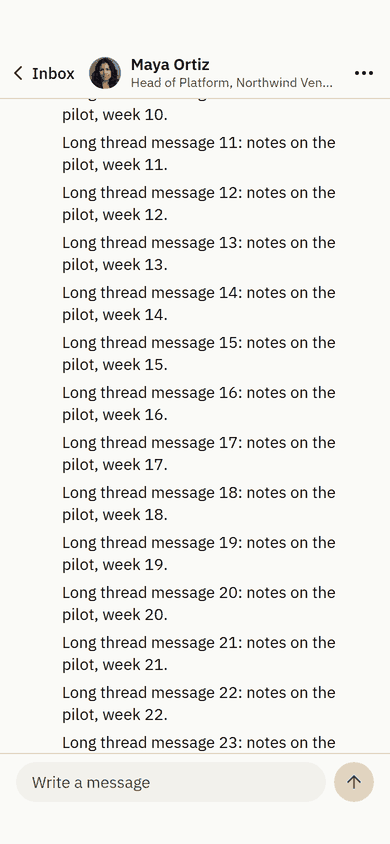 Inbox
Maya Ortiz
Head of Platform, Northwind Ven...
pilot, week 10.
Long thread message 11: notes on the
pilot, week 11.
Long thread message 12: notes on the
pilot, week 12.
Long thread message 13: notes on the
pilot, week 13.
Long thread message 14: notes on the
pilot, week 14.
Long thread message 15: notes on the
pilot, week 15.
Long thread message 16: notes on the
pilot, week 16.
Long thread message 17: notes on the
pilot, week 17.
Long thread message 18: notes on the
pilot, week 18.
Long thread message 19: notes on the
pilot, week 19.
Long thread message 20: notes on the
pilot, week 20.
Long thread message 21: notes on the
pilot, week 21.
Long thread message 22: notes on the
pilot, week 22.
Long thread message 23: notes on the
Write a message